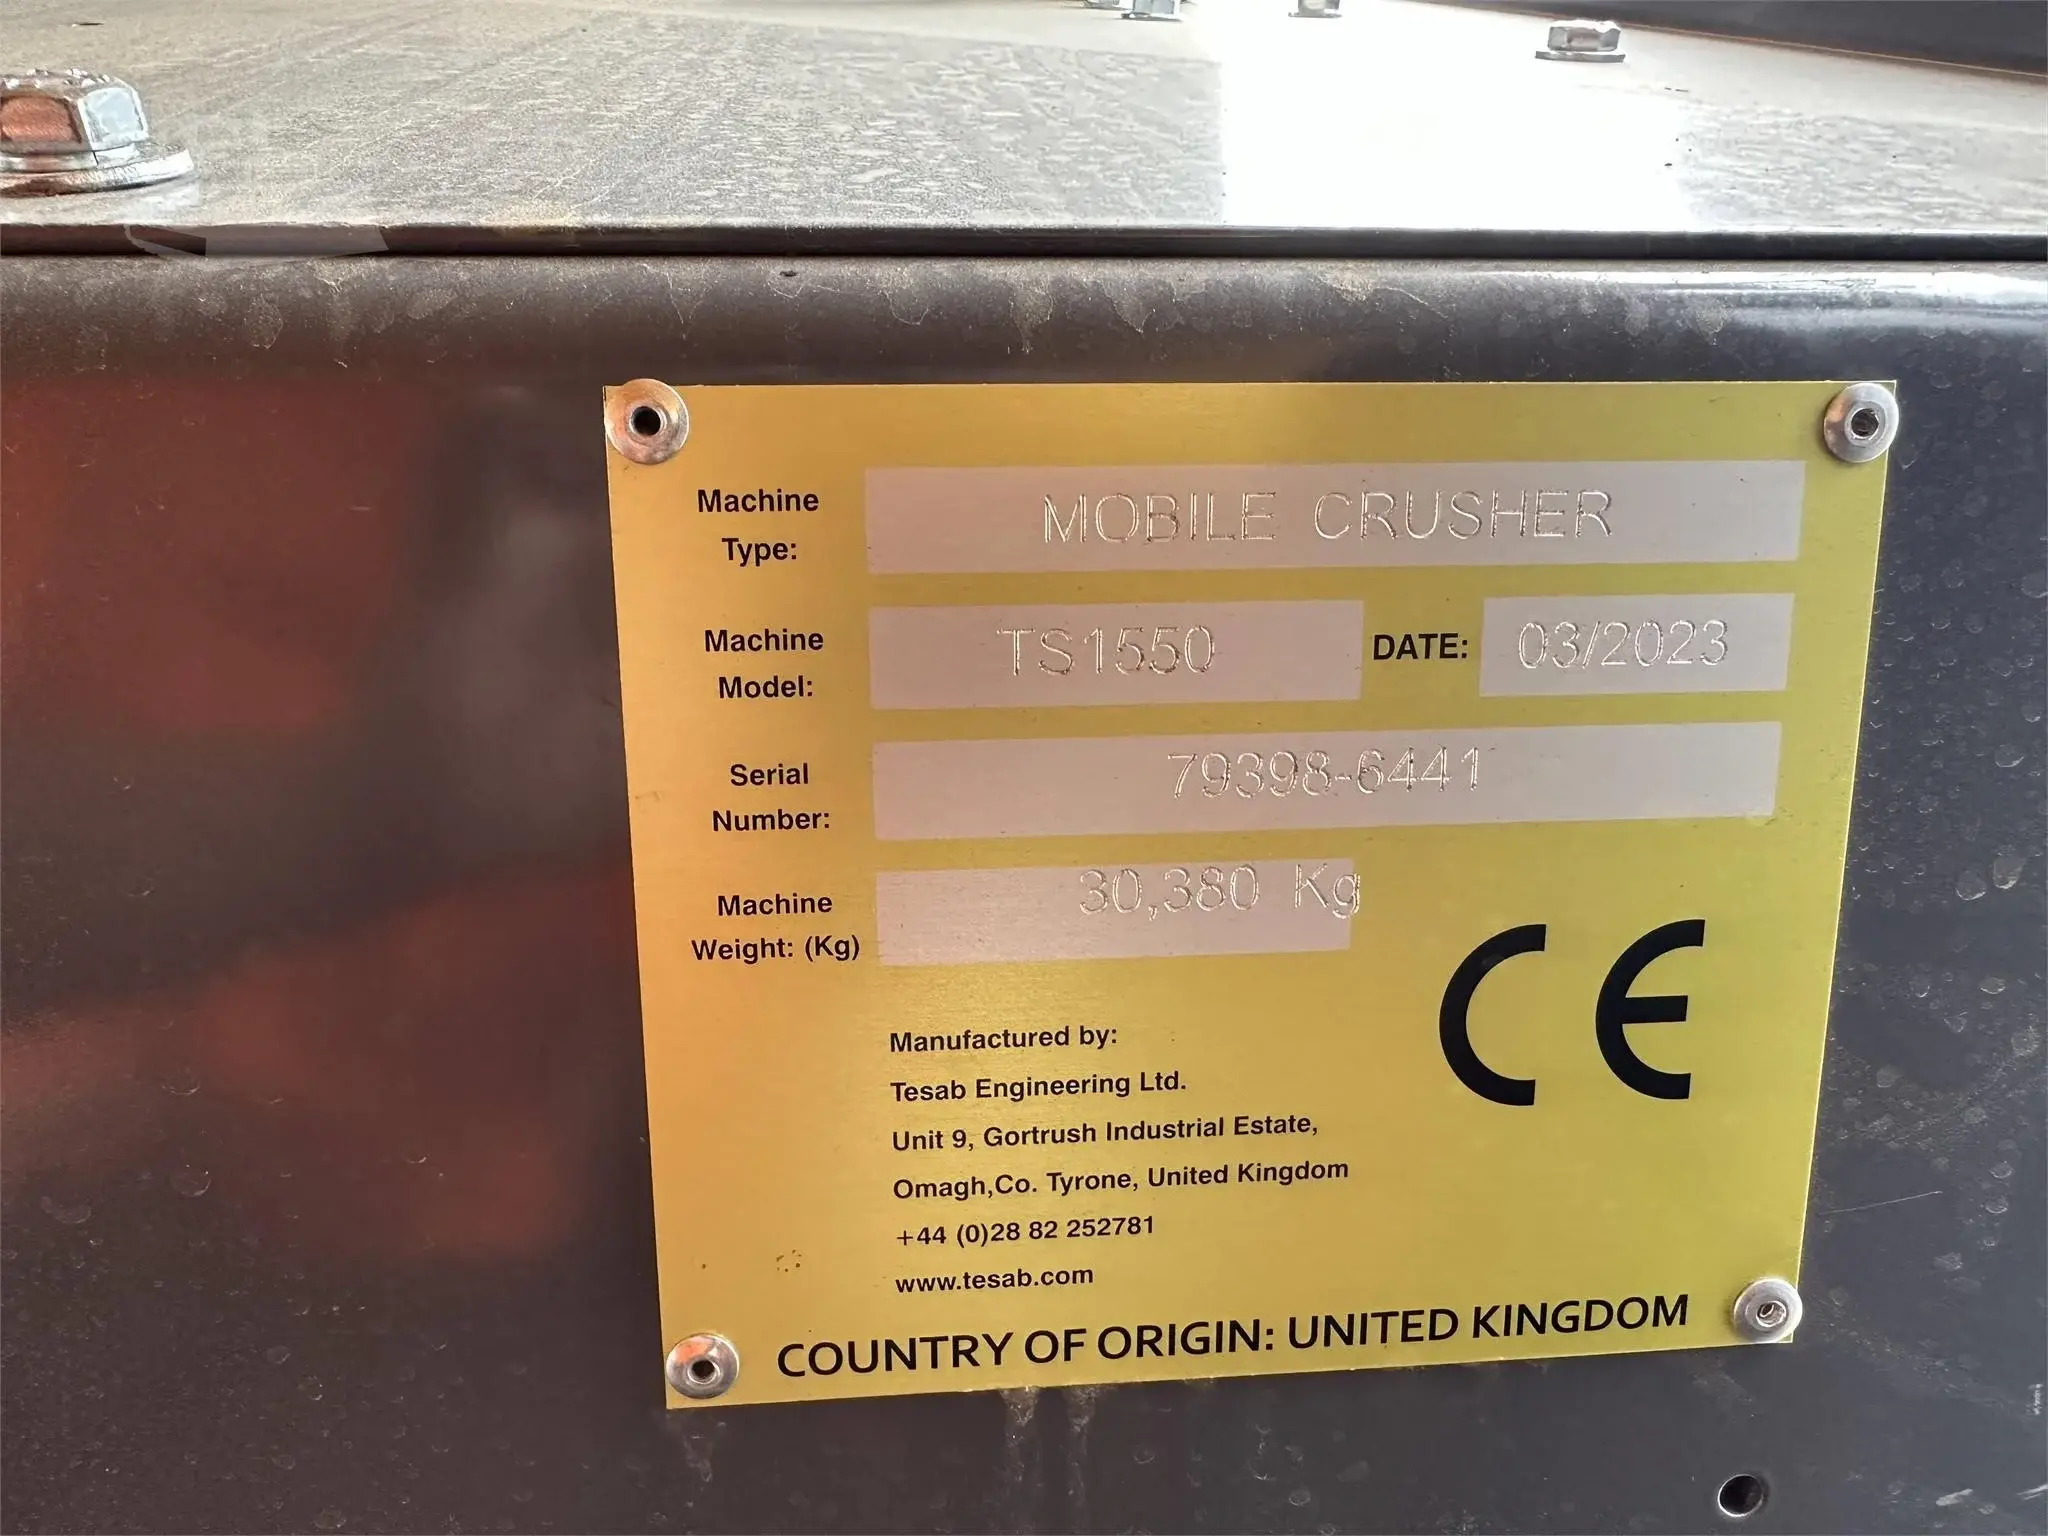 Machine Type: MOBILE CRUSHER
Machine Model: TS1550 DATE: 03/2023
Serial Number: 79398-6441
Machine Weight: (Kg) 30,380 Kg
CE
Manufactured by:
Tesab Engineering Ltd.
Unit 9, Gortrush Industrial Estate,
Omagh,Co. Tyrone, United Kingdom
+44 (0)28 82 252781
www.tesab.com
COUNTRY OF ORIGIN: UNITED KINGDOM